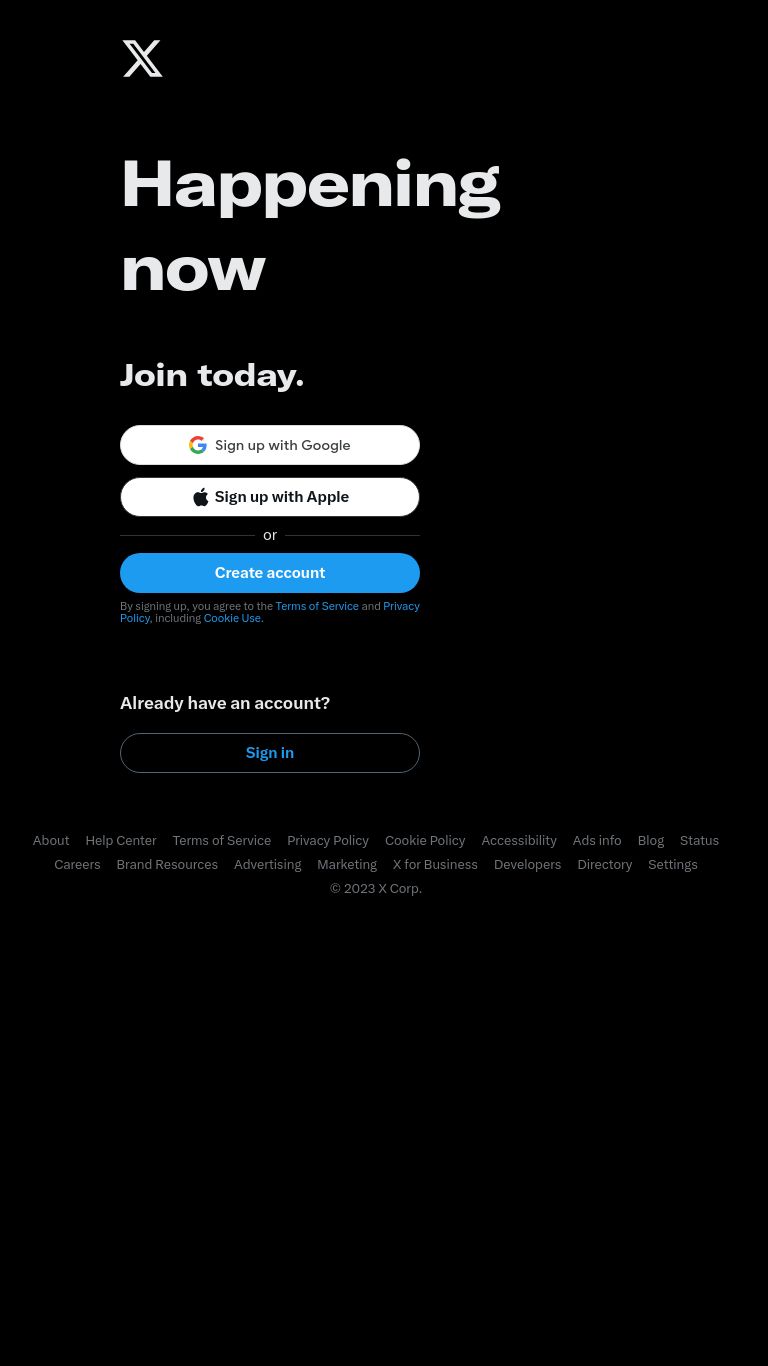 Happening
now
Join today.
Sign up with Google
Sign up with Apple
or
Create account
By signing up, you agree to the Terms of Service and Privacy
Policy, including Cookie Use.
Already have an account?
Sign in
About Help Center Terms of Service Privacy Policy Cookie Policy Accessibility Ads info Blog Status
Careers Brand Resources Advertising Marketing X for Business Developers Directory Settings
© 2023 X Corp.